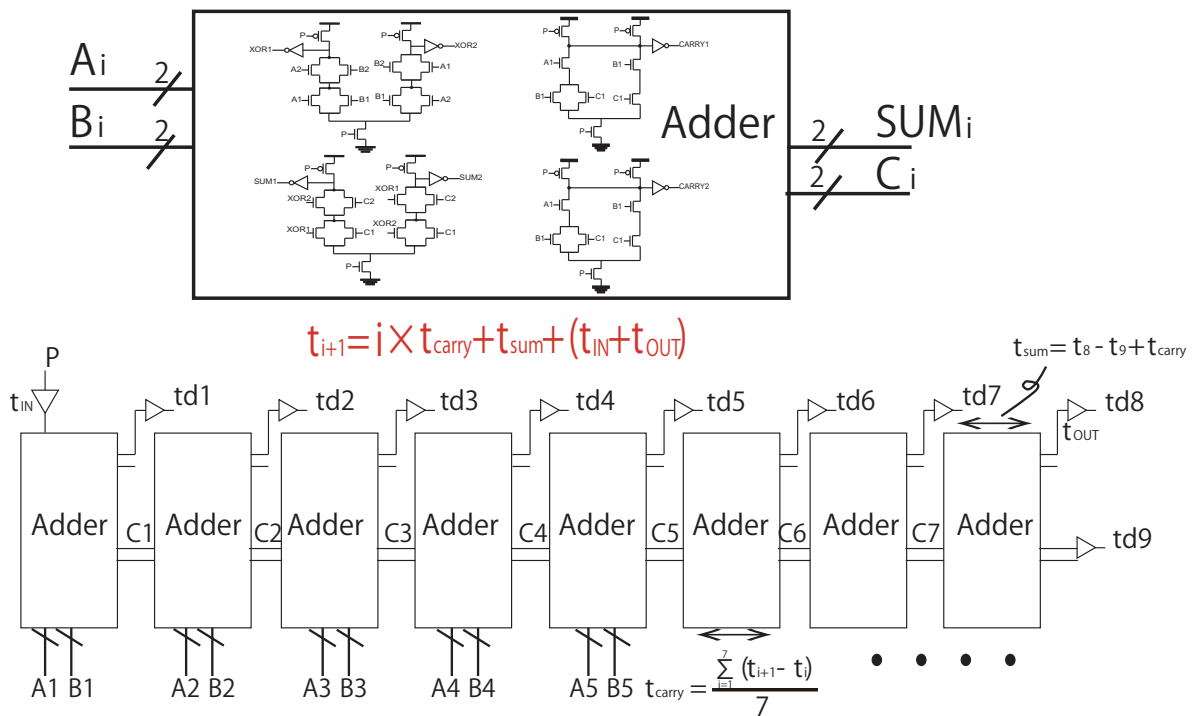 P
XOR1
XOR2
A2
B2
B2
A1
A1
B1
B1
A2
P
P
P
CARRY1
A1
B1
B1
C1
C1
P
Ai
2
Bi
2
Adder
2
SUMi
2
Ci
P
P
SUM1
SUM2
XOR2
C2
XOR1
C2
XOR1
C1
XOR2
C1
P
P
P
CARRY2
A1
B1
B1
C1
C1
P
ti+1=i×tcarry+tsum+(tIN+tOUT)
tsum=t8-t9+tcarry
P
tIN
td1
td2
td3
td4
td5
td6
td7
td8
tOUT
Adder C1 Adder C2 Adder C3 Adder C4 Adder C5 Adder C6 Adder C7 Adder
td9
A1 B1
A2 B2
A3 B3
A4 B4
A5 B5
• • • •
tcarry = 7∑i=1 (ti+1-ti)
7